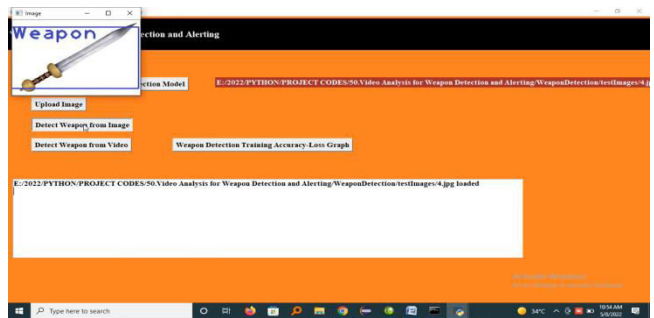 Image
Weapon
ection and Alerting
ection Model
E:/2022/PYTHON/PROJECT CODES/50.Video Analysis for Weapon Detection and Alerting/WeaponDetection/testImages/4.j
Upload Image
Detect Weapon from Image
Detect Weapon from Video
Weapon Detection Training Accuracy-Loss Graph
E:/2022/PYTHON/PROJECT CODES/50.Video Analysis for Weapon Detection and Alerting/WeaponDetection/testImages/4.jpg loaded
Type here to search
34°C
10:54 AM
5/8/2022